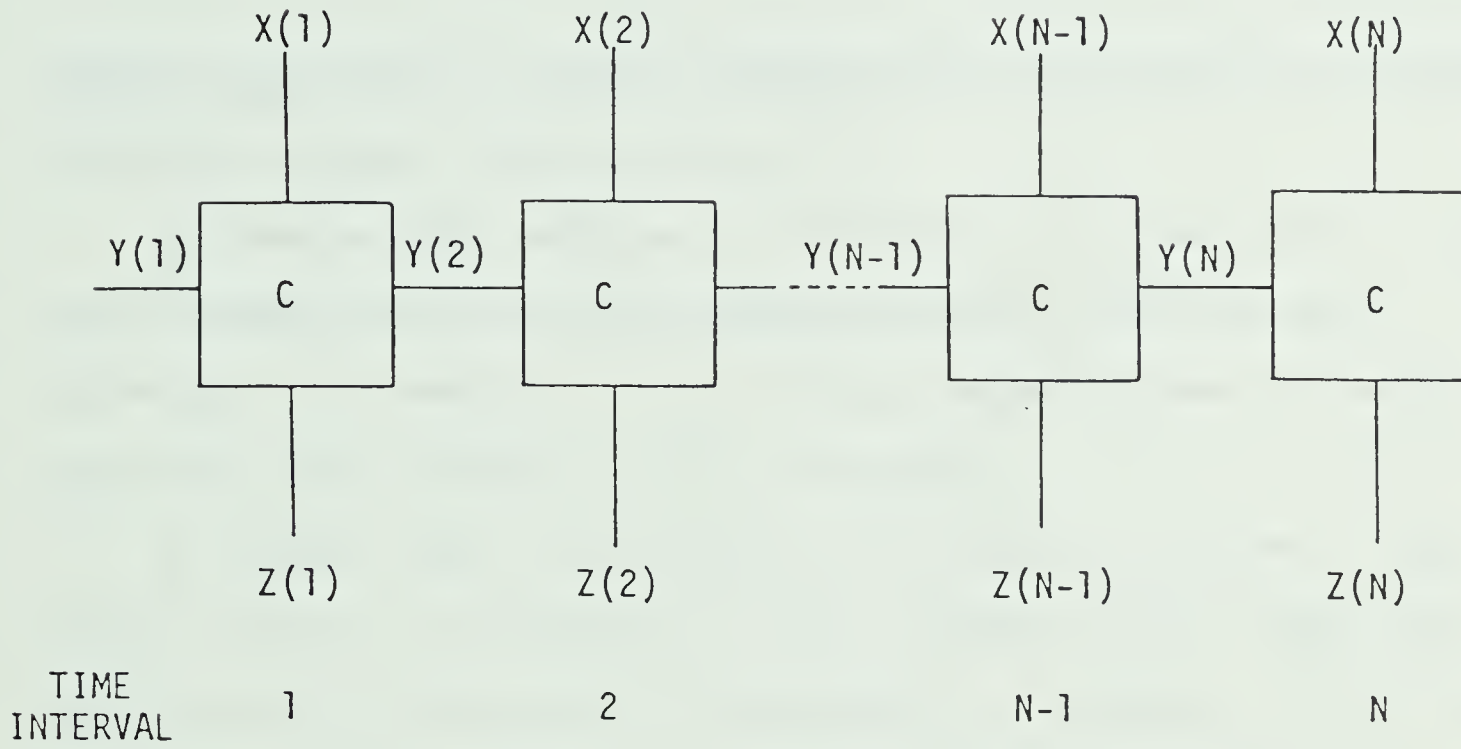 X(1) X(2) X(N-1) X(N)
Y(1) Y(2) Y(N-1) Y(N)
C C C C
Z(1) Z(2) Z(N-1) Z(N)
TIME
INTERVAL 1 2 N-1 N